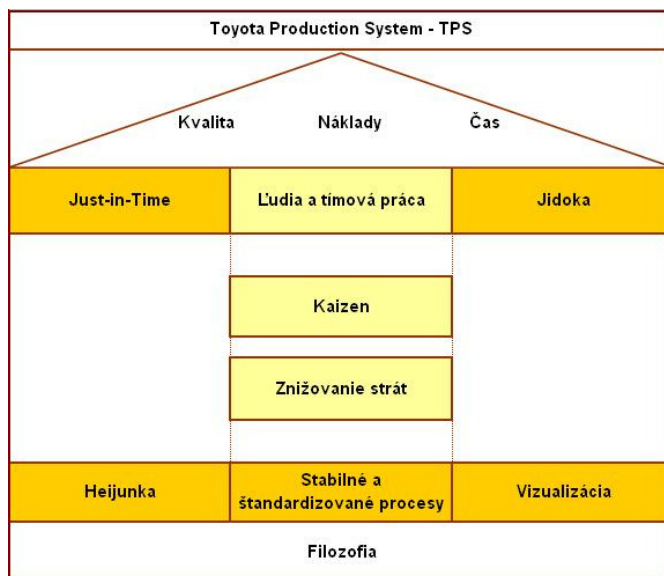 Toyota Production System - TPS
Kvalita Náklady Čas
Just-in-Time Ľudia a tímová práca Jidoka
Kaizen
Znižovanie strát
Heijunka Stabilné a štandardizované procesy Vizualizácia
Filozofia